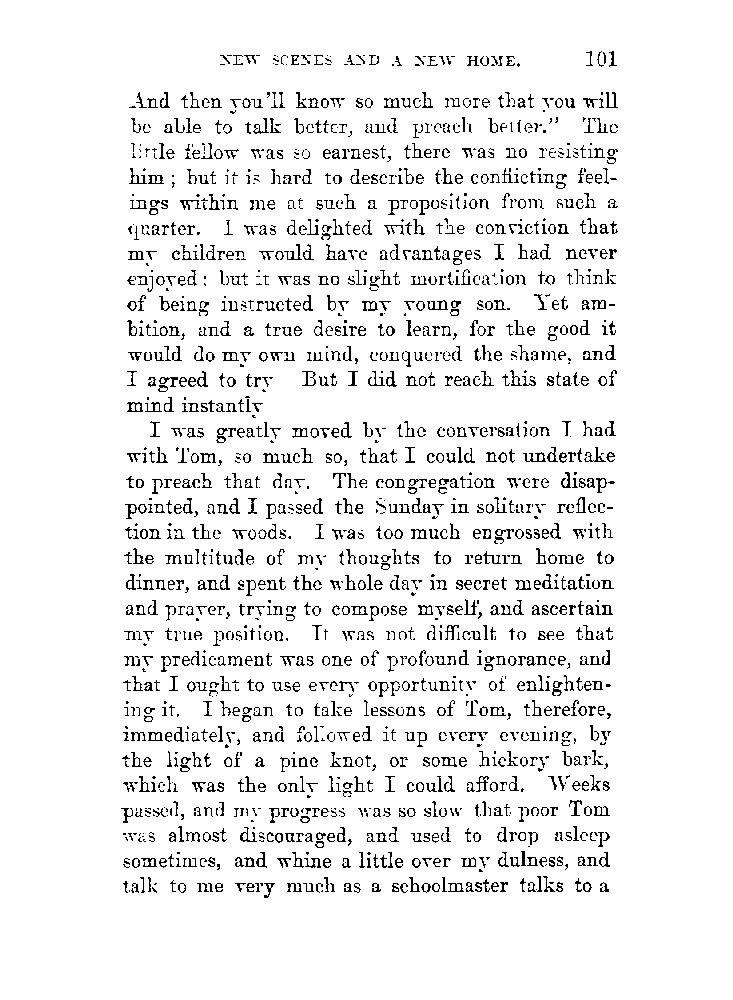 NEW SCENES AND A NEW HOME. 101
And then you'll know so much more that you will
be able to talk better, and preach better." The
little fellow was so earnest, there was no resisting
him; but it is hard to describe the conflicting feel-
ings within me at such a proposition from such a
quarter. I was delighted with the conviction that
my children would have advantages I had never
enjoyed; but it was no slight mortification to think
of being instructed by my young son. Yet am-
bition, and a true desire to learn, for the good it
would do my own mind, conquered the shame, and
I agreed to try But I did not reach this state of
mind instantly
I was greatly moved by the conversation I had
with Tom, so much so, that I could not undertake
to preach that day. The congregation were disap-
pointed, and I passed the Sunday in solitary reflec-
tion in the woods. I was too much engrossed with
the multitude of my thoughts to return home to
dinner, and spent the whole day in secret meditation
and prayer, trying to compose myself, and ascertain
my true position. It was not difficult to see that
my predicament was one of profound ignorance, and
that I ought to use every opportunity of enlighten-
ing it. I began to take lessons of Tom, therefore,
immediately, and followed it up every evening, by
the light of a pine knot, or some hickory bark,
which was the only light I could afford. Weeks
passed, and my progress was so slow that poor Tom
was almost discouraged, and used to drop asleep
sometimes, and whine a little over my dulness, and
talk to me very much as a schoolmaster talks to a